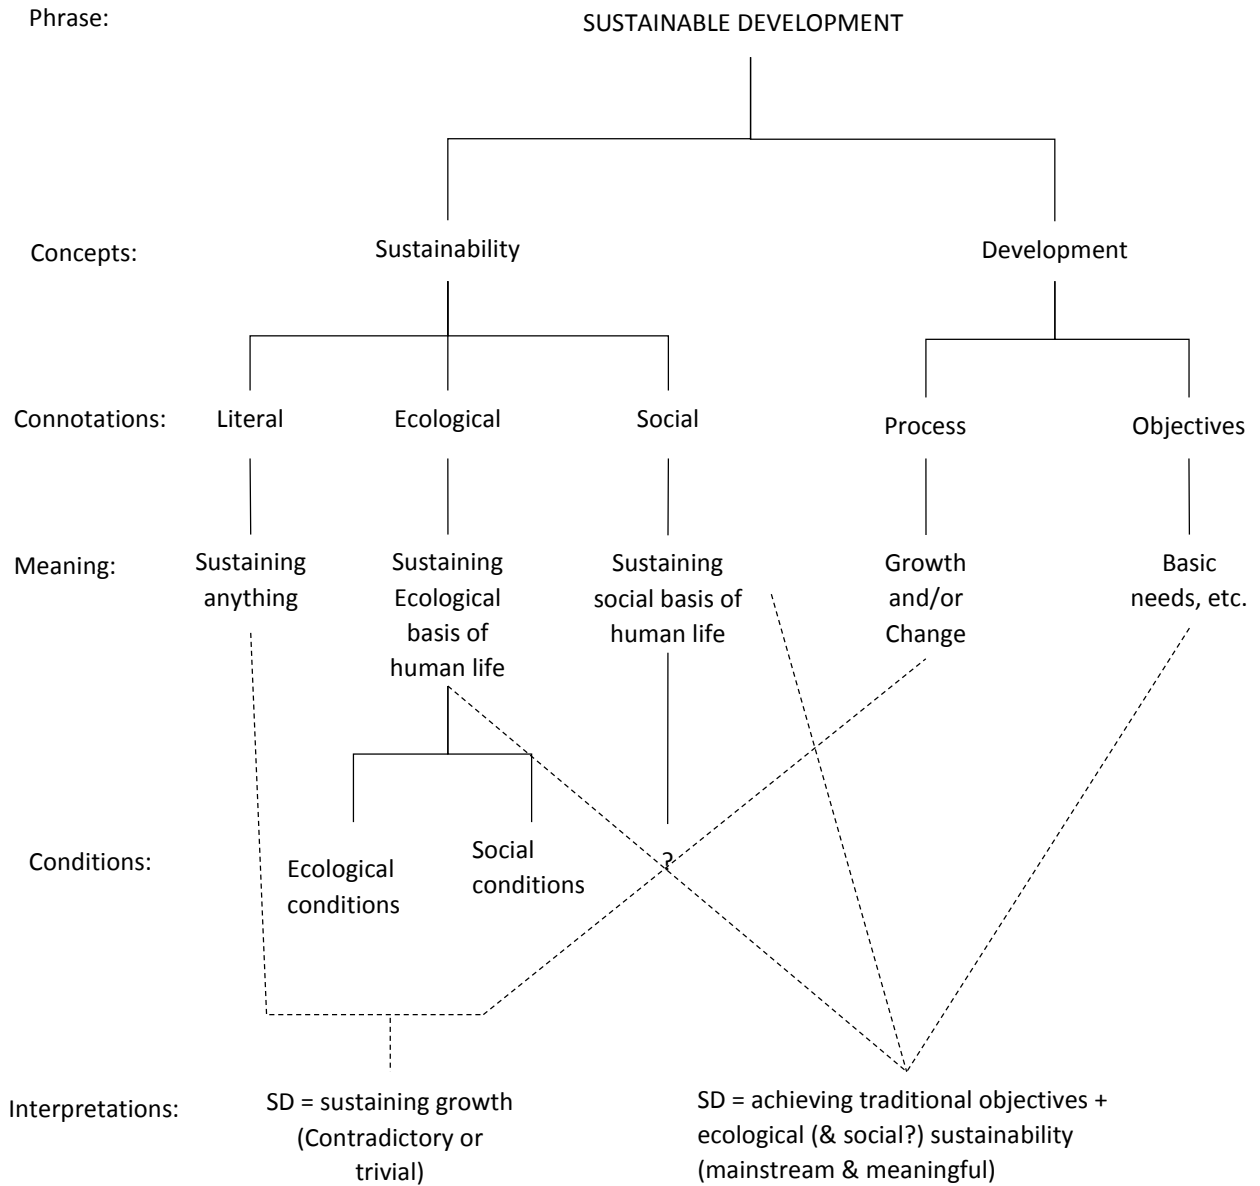 Phrase:
SUSTAINABLE DEVELOPMENT
Concepts:
Sustainability
Development
Connotations:
Literal
Ecological
Social
Process
Objectives
Meaning:
Sustaining
anything
Sustaining
Ecological
basis of
human life
Sustaining
social basis of
human life
Growth
and/or
Change
Basic
needs, etc.
Conditions:
Ecological
conditions
Social
conditions
?
Interpretations:
SD = sustaining growth
(Contradictory or
trivial)
SD = achieving traditional objectives +
ecological (& social?) sustainability
(mainstream & meaningful)